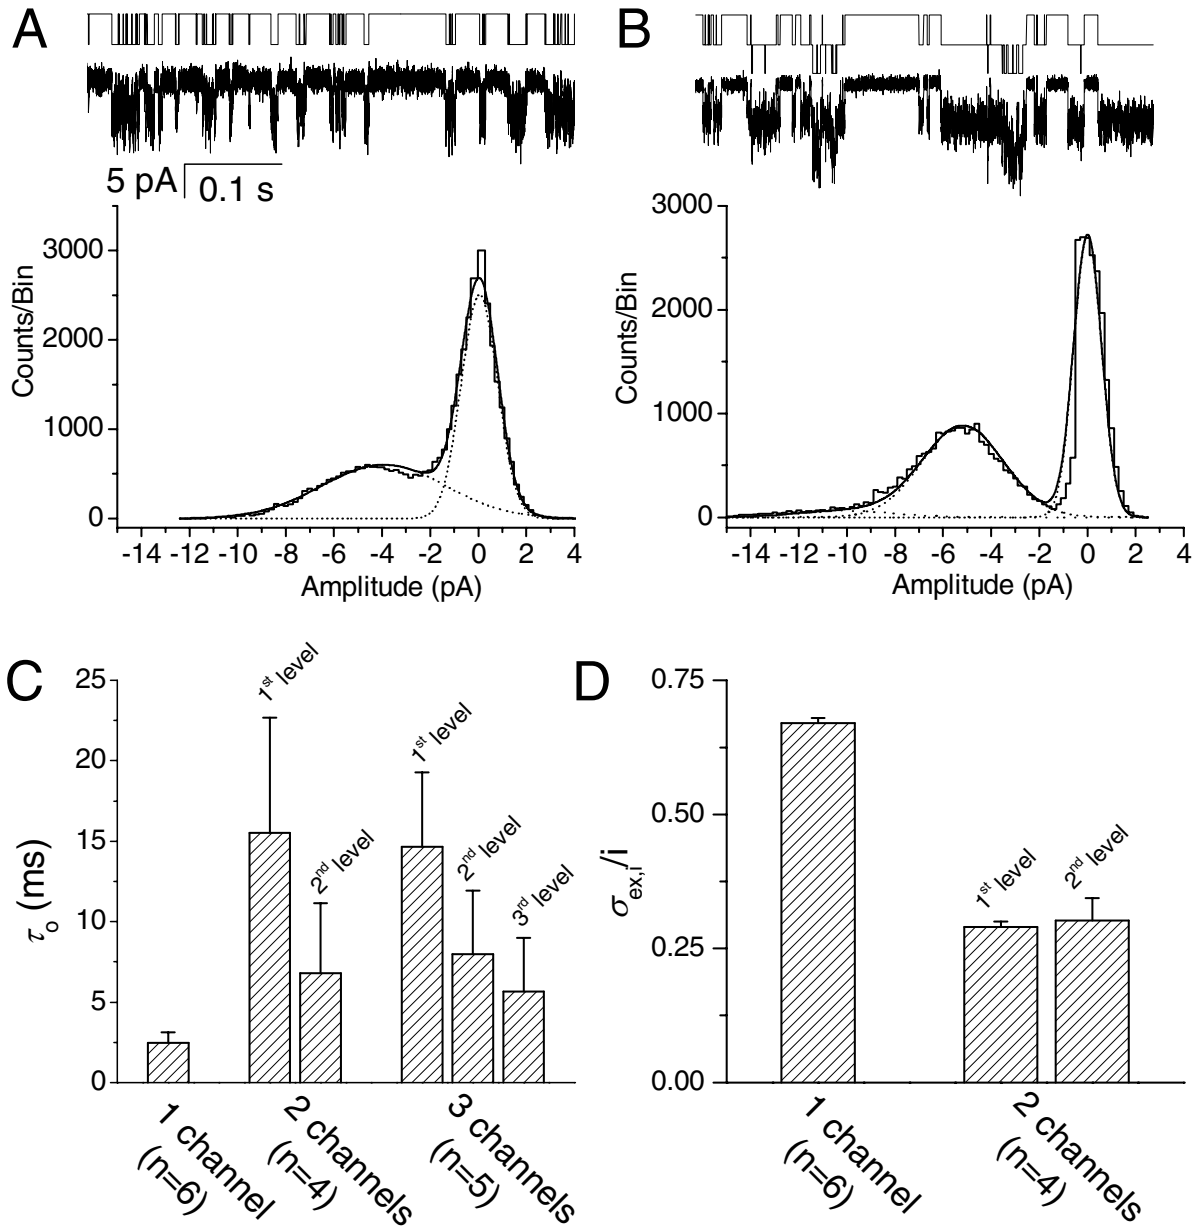 A
B
5 pA
0.1 s
3000
2000
1000
0
Counts/Bin
-14 -12 -10 -8 -6 -4 -2 0 2 4
Amplitude (pA)
3000
2000
1000
0
Counts/Bin
-14 -12 -10 -8 -6 -4 -2 0 2 4
Amplitude (pA)
C
25
20
15
10
5
0
τo (ms)
1st level
2nd level
1st level
2nd level
3rd level
1 channel
(n=6)
2 channels
(n=4)
3 channels
(n=5)
D
0.75
0.50
0.25
0.00
σex,i/i
1st level
2nd level
1 channel
(n=6)
2 channels
(n=4)